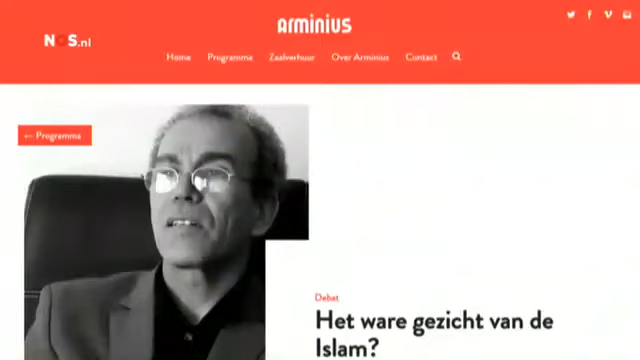 Arminius
NOS.nl
Home Programma Zaalverhuur Over Arminius Contact
← Programma
Debat
Het ware gezicht van de
Islam?